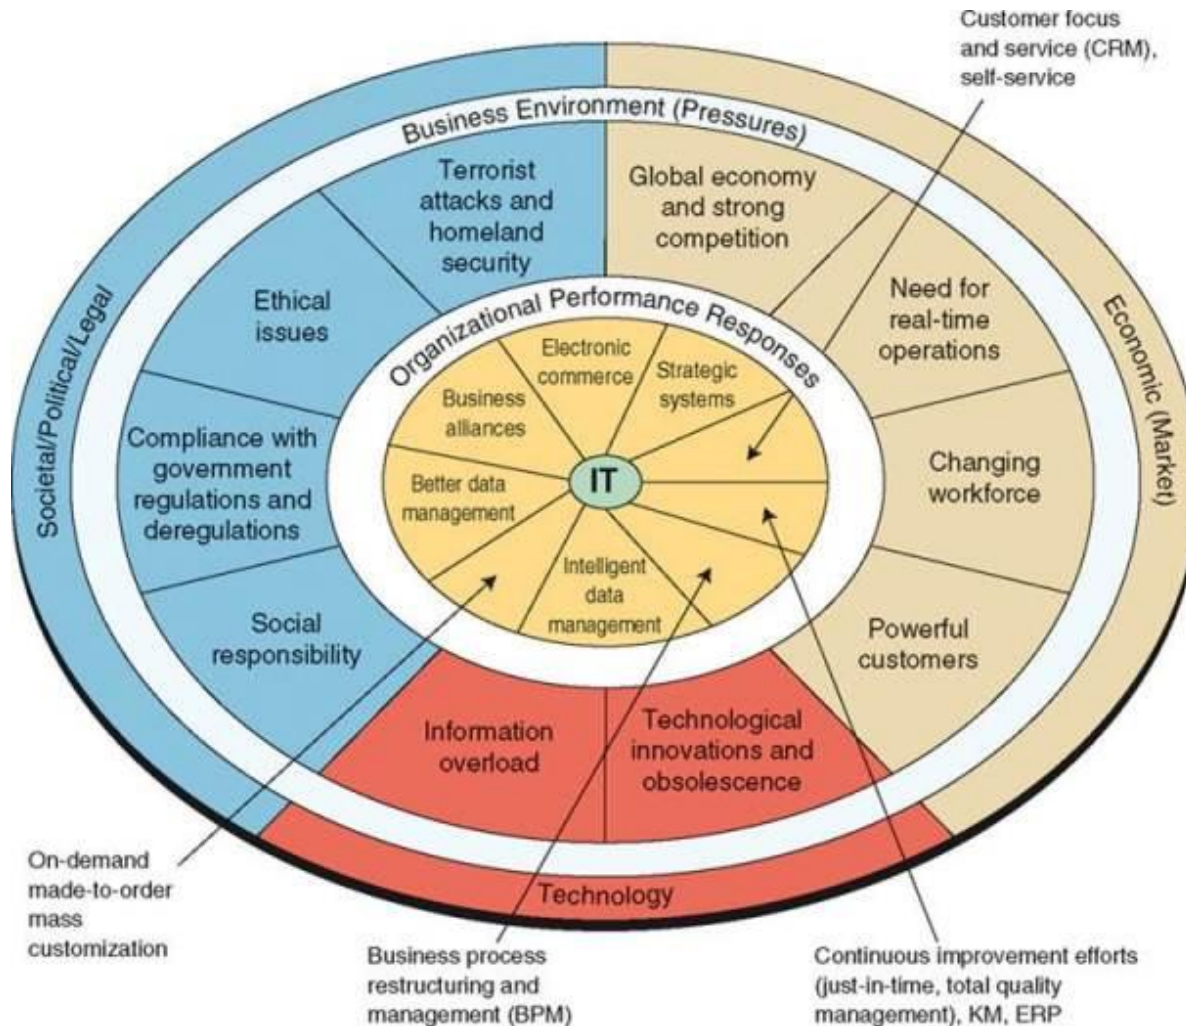 Customer focus
and service (CRM),
self-service
Business Environment (Pressures)
Terrorist
attacks and
homeland
security
Global economy
and strong
competition
Ethical
issues
Need for
real-time
operations
Societal/Political/Legal
Economic (Market)
Organizational Performance Responses
Electronic
commerce
Strategic
systems
Business
alliances
Compliance with
government
regulations and
deregulations
Better data
management
IT
Changing
workforce
Intelligent
data
management
Social
responsibility
Powerful
customers
Information
overload
Technological
innovations and
obsolescence
Technology
On-demand
made-to-order
mass
customization
Business process
restructuring and
management (BPM)
Continuous improvement efforts
(just-in-time, total quality
management), KM, ERP